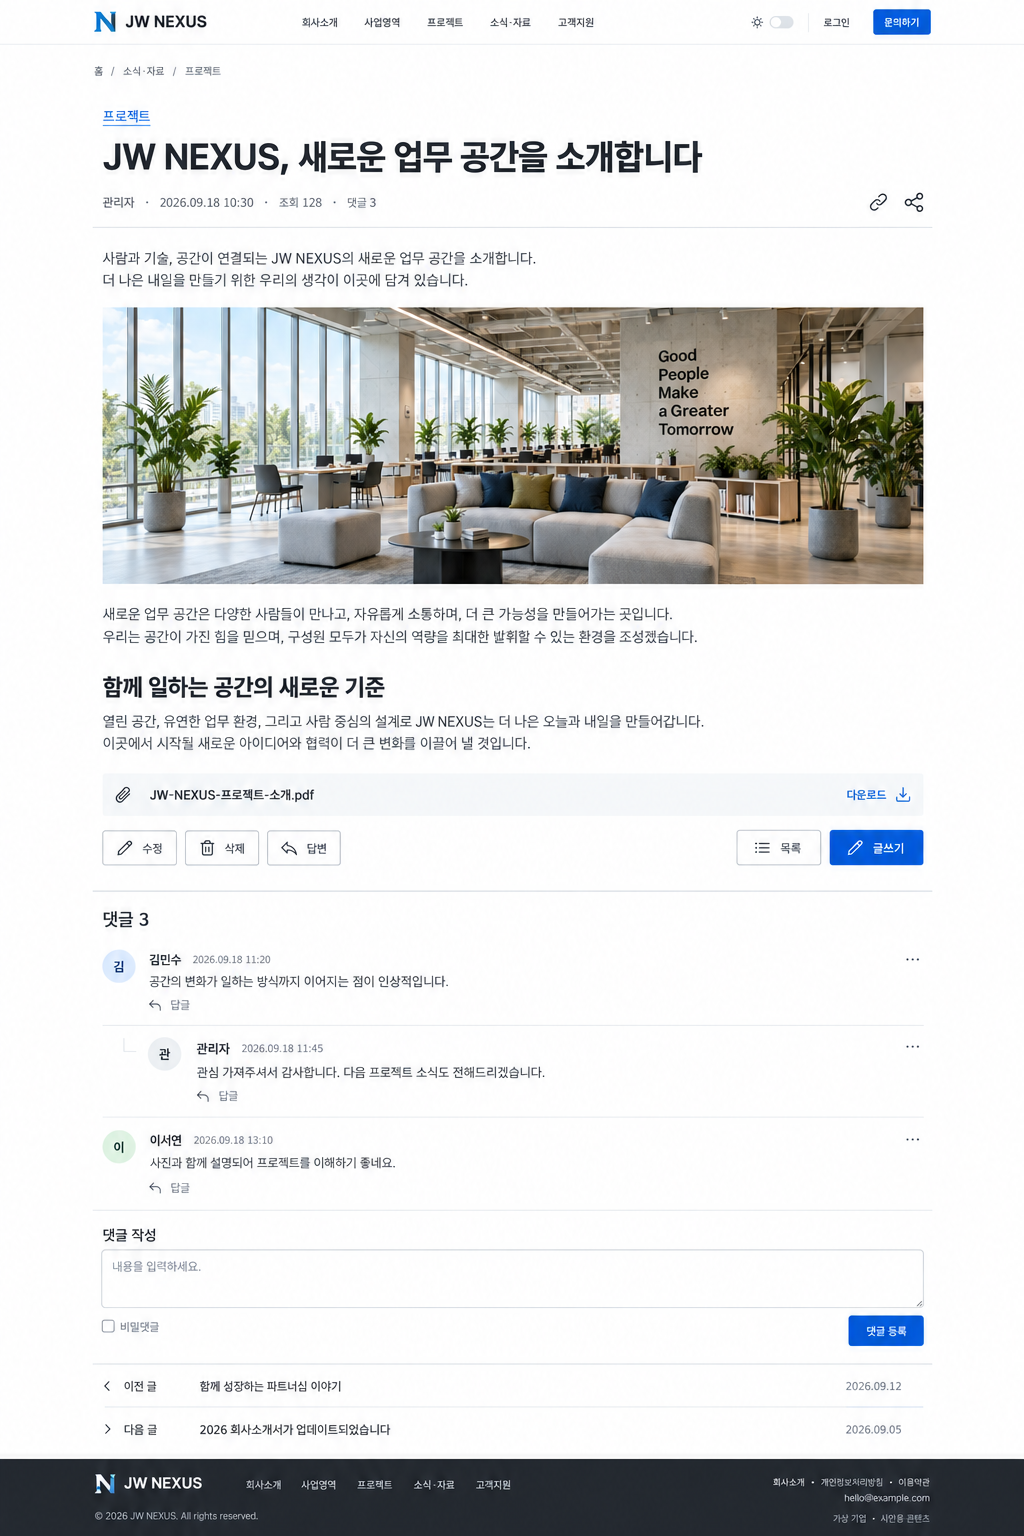 JW NEXUS
회사소개 사업영역 프로젝트 소식·자료 고객지원
로그인 문의하기
홈 / 소식·자료 / 프로젝트
프로젝트
JW NEXUS, 새로운 업무 공간을 소개합니다
관리자 · 2026.09.18 10:30 · 조회 128 · 댓글 3
사람과 기술, 공간이 연결되는 JW NEXUS의 새로운 업무 공간을 소개합니다.
더 나은 내일을 만들기 위한 우리의 생각이 이곳에 담겨 있습니다.
Good
People
Make
a Greater
Tomorrow
새로운 업무 공간은 다양한 사람들이 만나고, 자유롭게 소통하며, 더 큰 가능성을 만들어가는 곳입니다.
우리는 공간이 가진 힘을 믿으며, 구성원 모두가 자신의 역량을 최대한 발휘할 수 있는 환경을 조성했습니다.
함께 일하는 공간의 새로운 기준
열린 공간, 유연한 업무 환경, 그리고 사람 중심의 설계로 JW NEXUS는 더 나은 오늘과 내일을 만들어갑니다.
이곳에서 시작될 새로운 아이디어와 협력이 더 큰 변화를 이끌어 낼 것입니다.
JW-NEXUS-프로젝트-소개.pdf 다운로드
수정 삭제 답변 목록 글쓰기
댓글 3
김 김민수 2026.09.18 11:20
공간의 변화가 일하는 방식까지 이어지는 점이 인상적입니다.
답글
관 관리자 2026.09.18 11:45
관심 가져주셔서 감사합니다. 다음 프로젝트 소식도 전해드리겠습니다.
답글
이 이서연 2026.09.18 13:10
사진과 함께 설명되어 프로젝트를 이해하기 좋네요.
답글
댓글 작성
내용을 입력하세요.
비밀댓글
댓글 등록
이전 글 함께 성장하는 파트너십 이야기 2026.09.12
다음 글 2026 회사소개서가 업데이트되었습니다 2026.09.05
JW NEXUS
회사소개 사업영역 프로젝트 소식·자료 고객지원
회사소개 • 개인정보처리방침 • 이용약관
hello@example.com
© 2026 JW NEXUS. All rights reserved.
가상 기업 • 시안용 콘텐츠